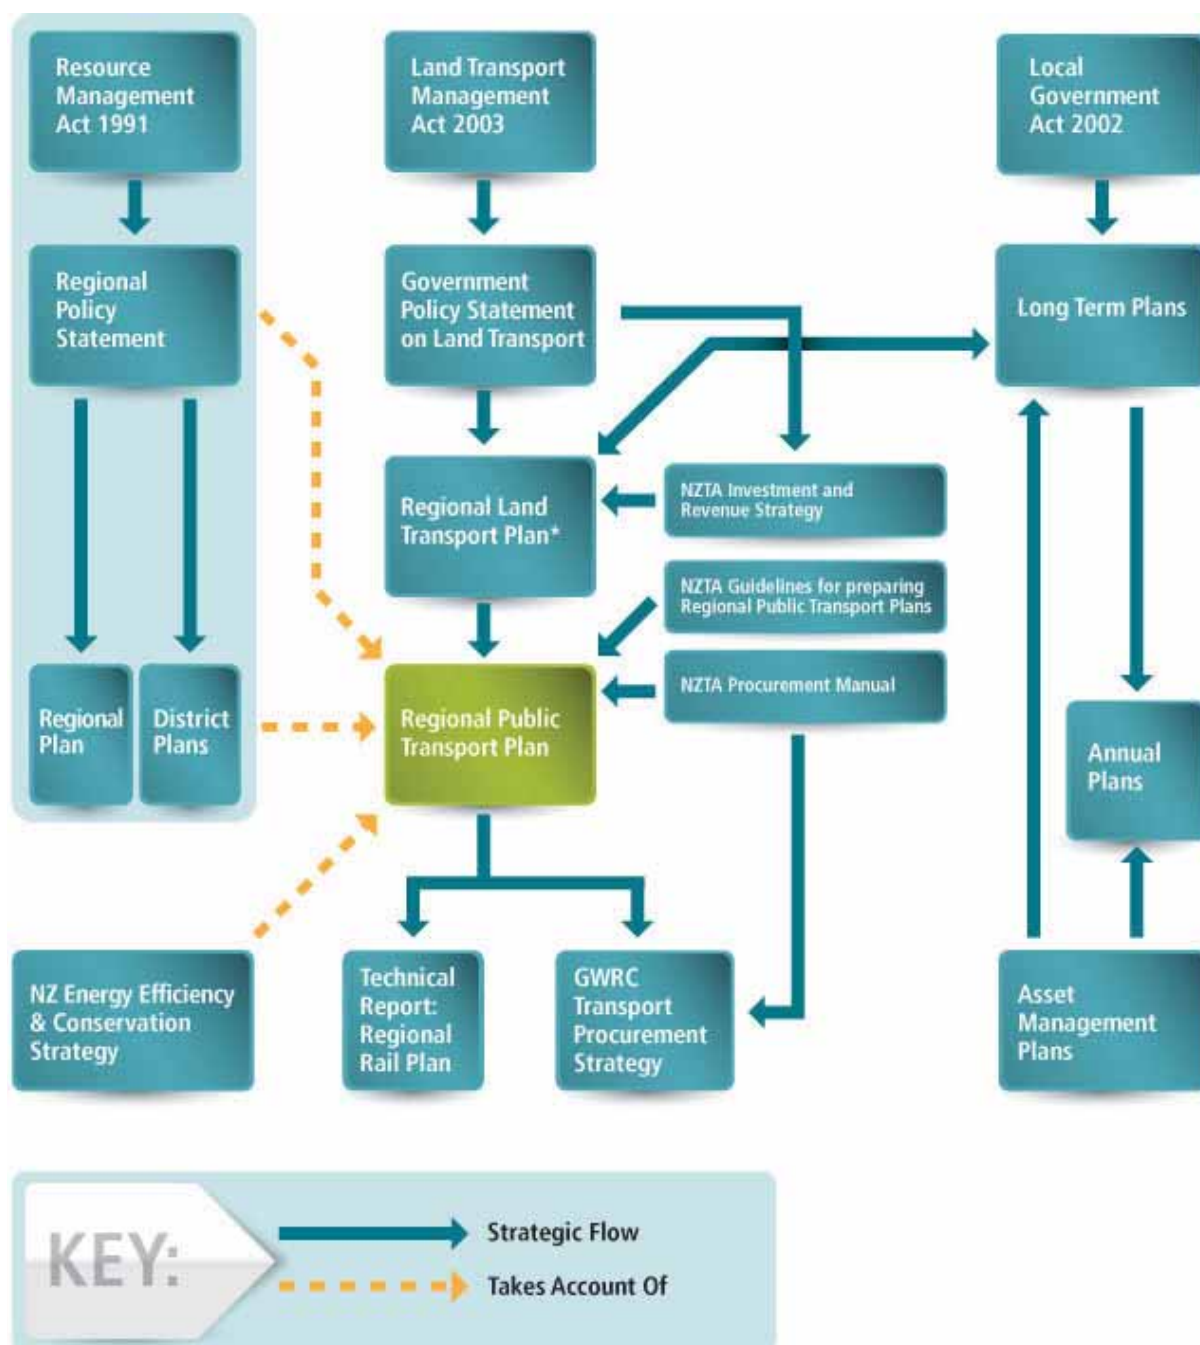 Resource
Management
Act 1991
Land Transport
Management
Act 2003
Local
Government
Act 2002
Regional
Policy
Statement
Government
Policy Statement
on Land Transport
Long Term Plans
Regional Land
Transport Plan*
NZTA Investment and
Revenue Strategy
NZTA Guidelines for preparing
Regional Public Transport Plans
NZTA Procurement Manual
Regional
Plan
District
Plans
Regional Public
Transport Plan
Annual
Plans
NZ Energy Efficiency
& Conservation
Strategy
Technical
Report:
Regional
Rail Plan
GWRC
Transport
Procurement
Strategy
Asset
Management
Plans
KEY:
Strategic Flow
Takes Account Of